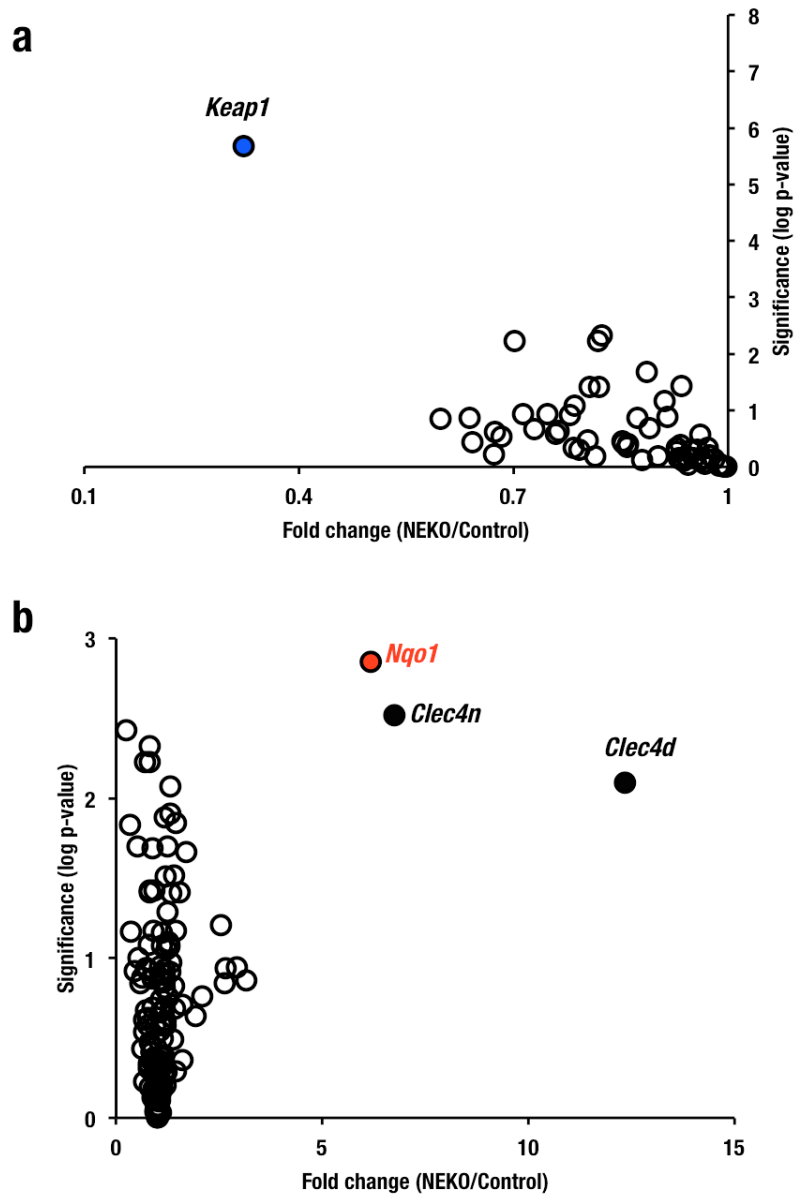 a
8
7
6
5
4
3
2
1
0
Significance (log p-value)
Keap1
0.1 0.4 0.7 1
Fold change (NEKO/Control)
b
3
2
1
0
Significance (log p-value)
Nqo1
Clec4n
Clec4d
0 5 10 15
Fold change (NEKO/Control)